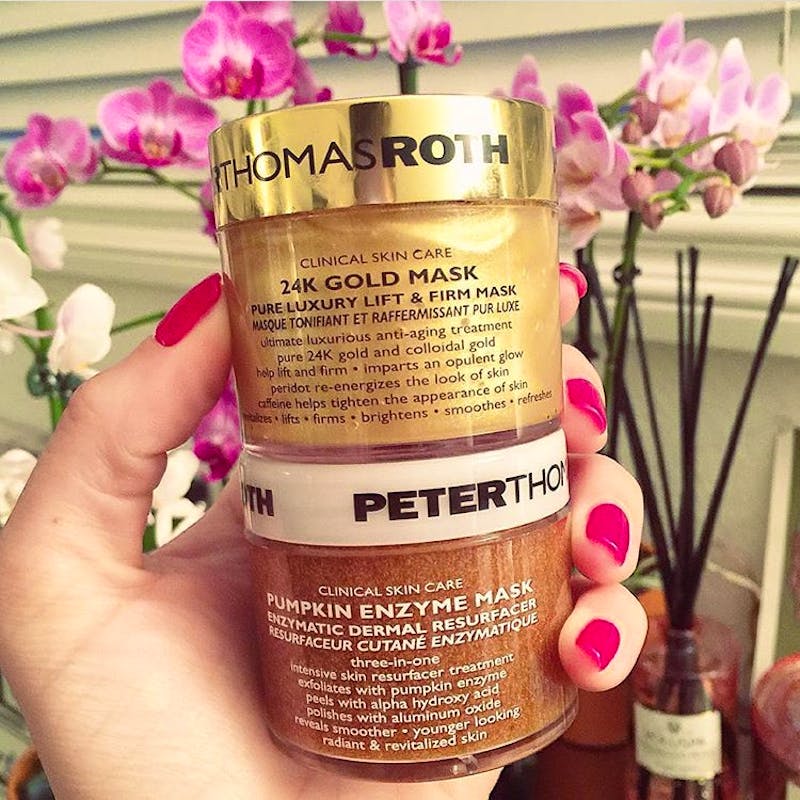 THOMASROTH
CLINICAL SKIN CARE
24K GOLD MASK
PURE LUXURY LIFT & FIRM MASK
MASQUE TONIFIANT ET RAFFERMISSANT PUR LUXE
ultimate luxurious anti-aging treatment
pure 24K gold and colloidal gold
help lift and firm • imparts an opulent glow
peridot re-energizes the look of skin
caffeine helps tighten the appearance of skin
• lifts • firms • brightens • smoothes • refreshes
OTH PETERTHO
CLINICAL SKIN CARE
PUMPKIN ENZYME MASK
ENZYMATIC DERMAL RESURFACER
RESURFACEUR CUTANÉ ENZYMATIQUE
three-in-one
intensive skin resurfacer treatment
exfoliates with pumpkin enzyme
peels with alpha hydroxy acid
polishes with aluminum oxide
reveals smoother • younger looking
radiant & revitalized skin